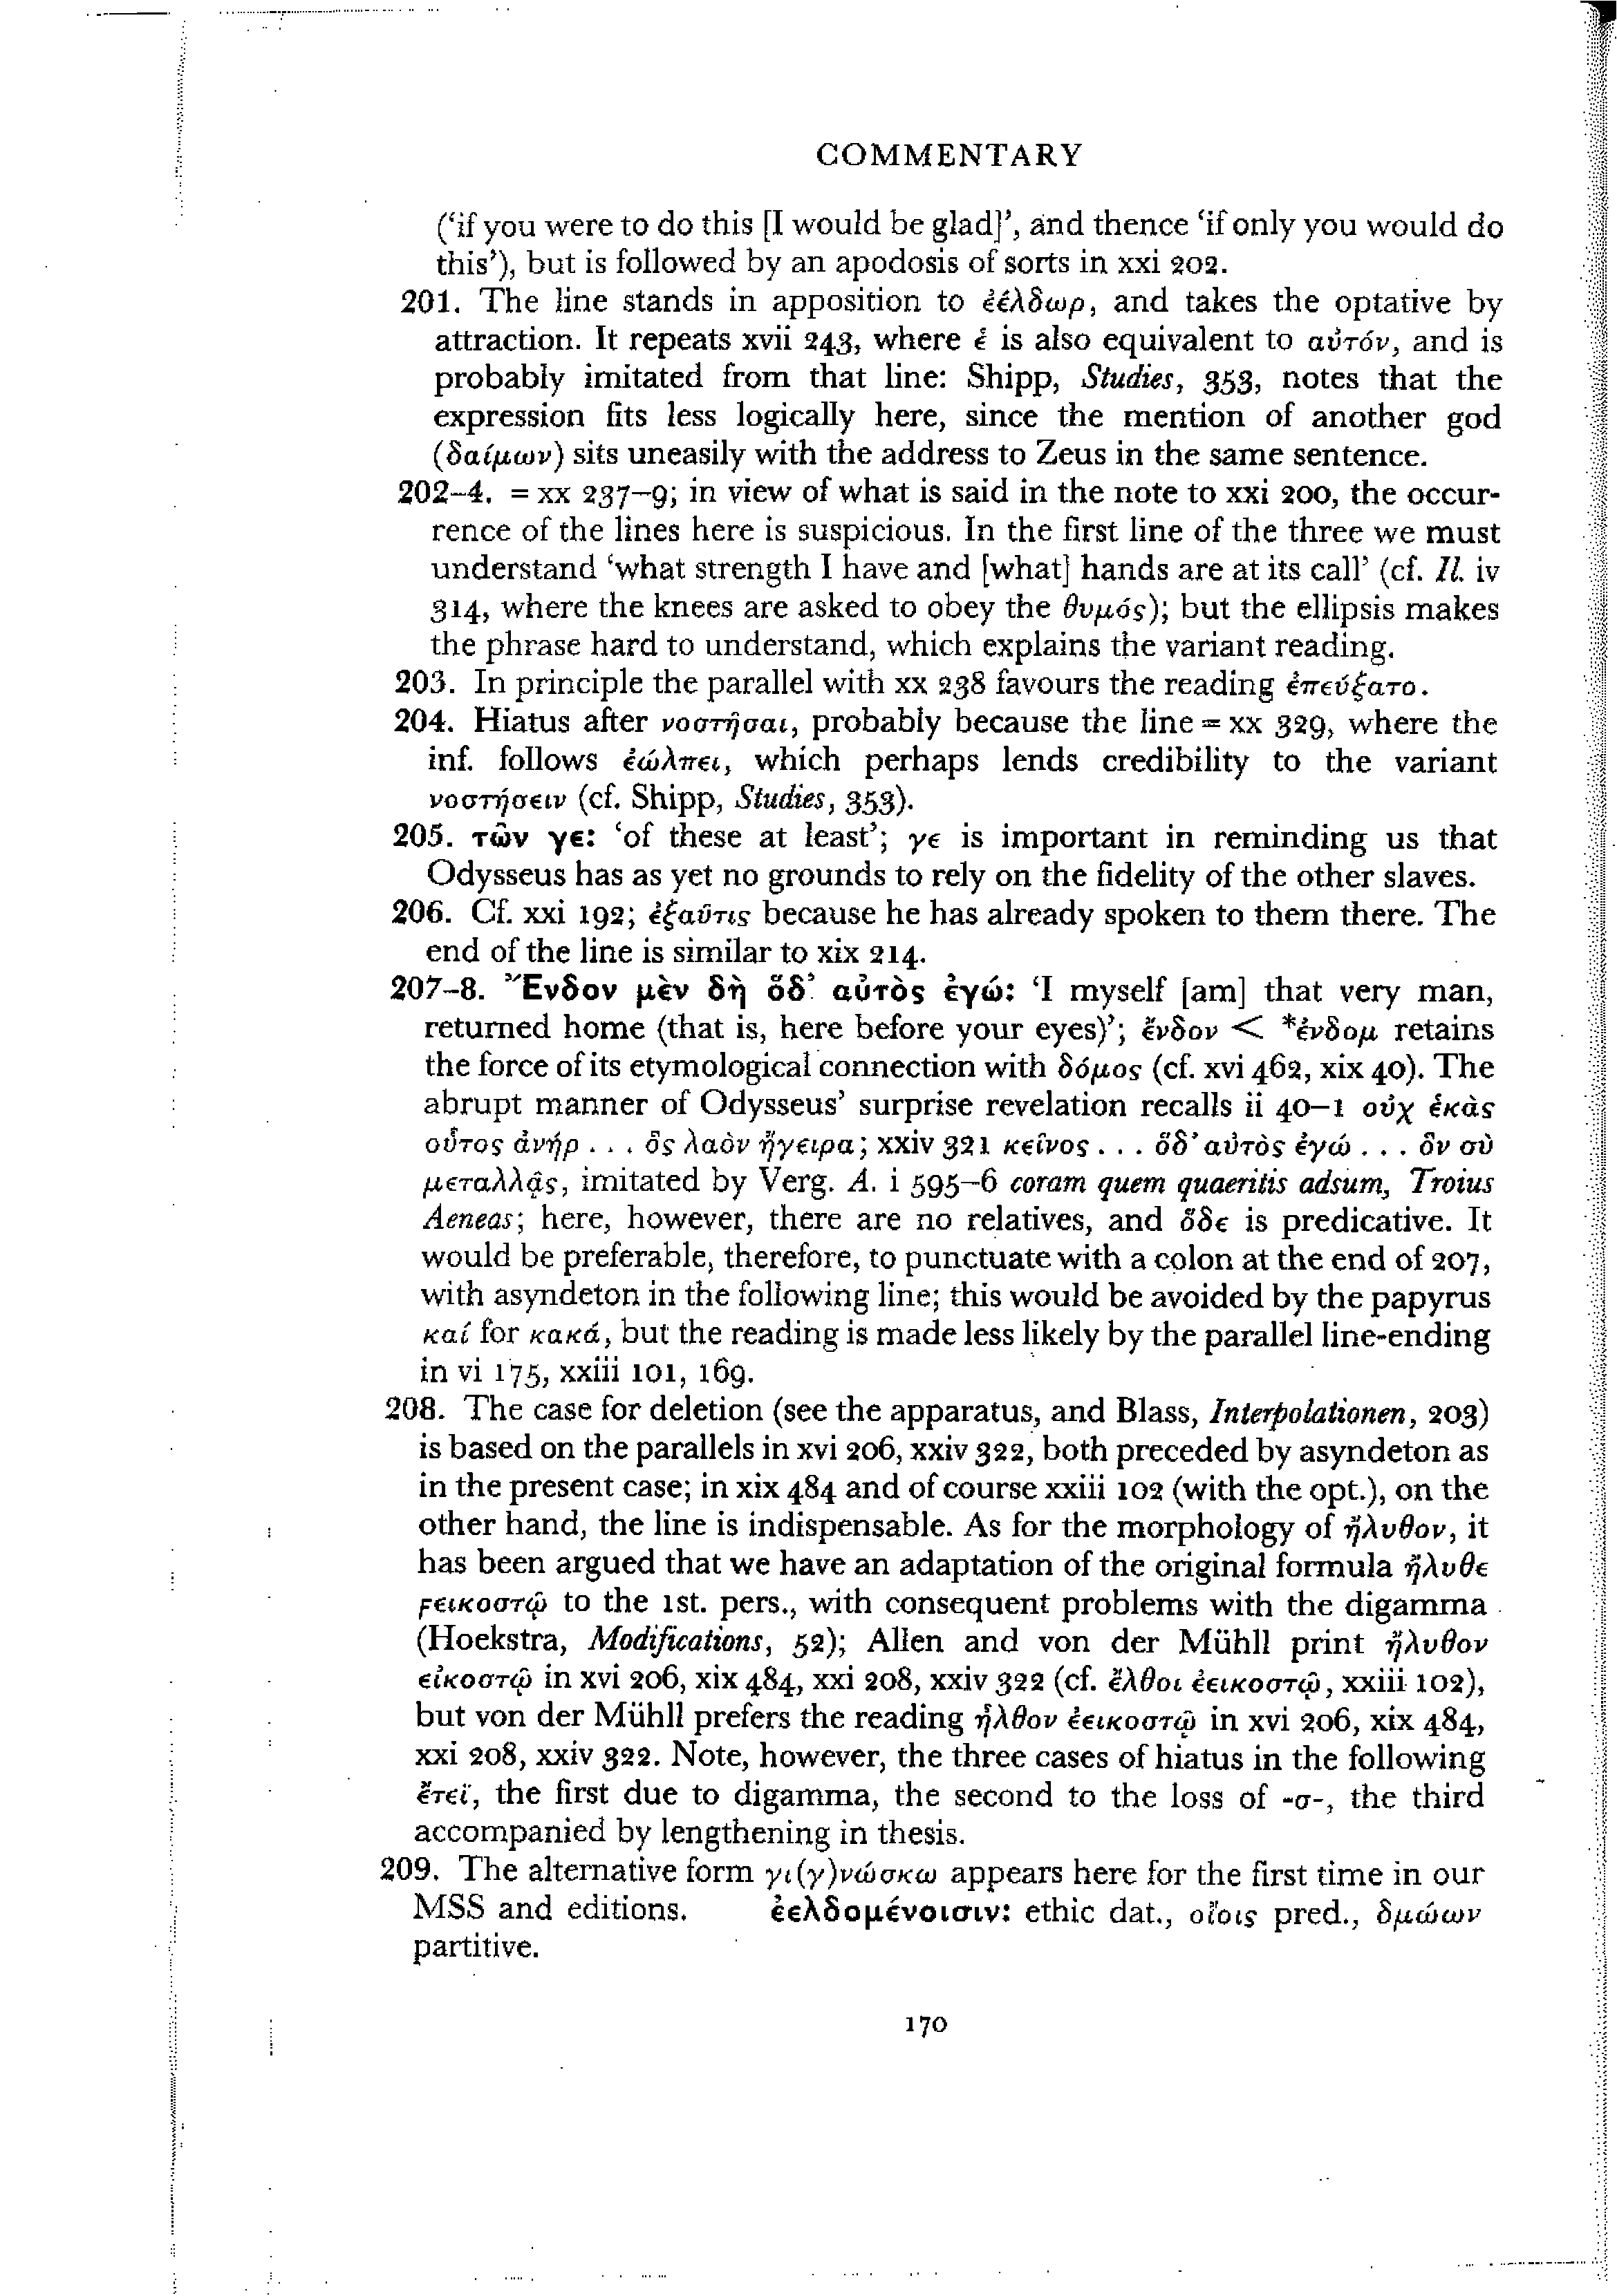 COMMENTARY
(‘if you were to do this [I would be glad]’, and thence ‘if only you would do
this’), but is followed by an apodosis of sorts in xxi 202.
201. The line stands in apposition to ἐέλδωρ, and takes the optative by
attraction. It repeats xvii 243, where ἑ is also equivalent to αὐτόν, and is
probably imitated from that line: Shipp, Studies, 353, notes that the
expression fits less logically here, since the mention of another god
(δαίμων) sits uneasily with the address to Zeus in the same sentence.
202–4. = xx 237–9; in view of what is said in the note to xxi 200, the occur-
rence of the lines here is suspicious. In the first line of the three we must
understand ‘what strength I have and [what] hands are at its call’ (cf. Il. iv
314, where the knees are asked to obey the θυμός); but the ellipsis makes
the phrase hard to understand, which explains the variant reading.
203. In principle the parallel with xx 238 favours the reading ἐπεύξατο.
204. Hiatus after νοστῆσαι, probably because the line = xx 329, where the
inf. follows ἐώλπει, which perhaps lends credibility to the variant
νοστήσειν (cf. Shipp, Studies, 353).
205. τῶν γε: ‘of these at least’; γε is important in reminding us that
Odysseus has as yet no grounds to rely on the fidelity of the other slaves.
206. Cf. xxi 192; ἐξαῦτις because he has already spoken to them there. The
end of the line is similar to xix 214.
207–8. Ἔνδον μὲν δὴ ὅδ’ αὐτὸς ἐγώ: ‘I myself [am] that very man,
returned home (that is, here before your eyes)’; ἔνδον < *ἐνδομ retains
the force of its etymological connection with δόμος (cf. xvi 462, xix 40). The
abrupt manner of Odysseus’ surprise revelation recalls ii 40–1 οὐχ ἑκὰς
οὗτος ἀνήρ . . . ὃς λαὸν ἤγειρα; xxiv 321 κεῖνος . . . ὅδ’ αὐτὸς ἐγώ . . . ὃν σὺ
μεταλλᾷς, imitated by Verg. A. i 595–6 coram quem quaeritis adsum, Troius
Aeneas; here, however, there are no relatives, and ὅδε is predicative. It
would be preferable, therefore, to punctuate with a colon at the end of 207,
with asyndeton in the following line; this would be avoided by the papyrus
καί for κακά, but the reading is made less likely by the parallel line-ending
in vi 175, xxiii 101, 169.
208. The case for deletion (see the apparatus, and Blass, Interpolationen, 203)
is based on the parallels in xvi 206, xxiv 322, both preceded by asyndeton as
in the present case; in xix 484 and of course xxiii 102 (with the opt.), on the
other hand, the line is indispensable. As for the morphology of ἤλυθον, it
has been argued that we have an adaptation of the original formula ἤλυθε
ϝεικοστῷ to the 1st. pers., with consequent problems with the digamma
(Hoekstra, Modifications, 52); Allen and von der Mühll print ἤλυθον
εἰκοστῷ in xvi 206, xix 484, xxi 208, xxiv 322 (cf. ἔλθοι ἐεικοστῷ, xxiii 102),
but von der Mühll prefers the reading ἦλθον ἐεικοστῷ in xvi 206, xix 484,
xxi 208, xxiv 322. Note, however, the three cases of hiatus in the following
ἔτεϊ, the first due to digamma, the second to the loss of -σ-, the third
accompanied by lengthening in thesis.
209. The alternative form γι(γ)νώσκω appears here for the first time in our
MSS and editions. ἐελδομένοισιν: ethic dat., οἴοις pred., δμώων
partitive.
170